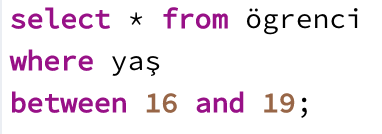 select * from ögrenci
where yaş
between 16 and 19;